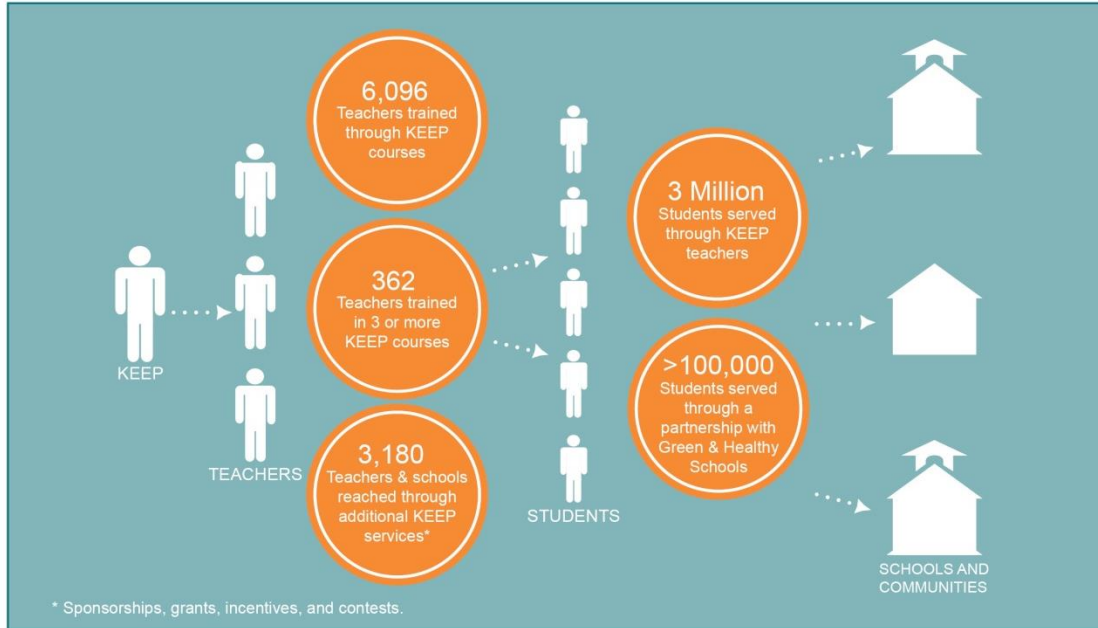 KEEP
TEACHERS
6,096
Teachers trained
through KEEP
courses
362
Teachers trained
in 3 or more
KEEP courses
3,180
Teachers & schools
reached through
additional KEEP
services*
STUDENTS
3 Million
Students served
through KEEP
teachers
>100,000
Students served
through a
partnership with
Green & Healthy
Schools
SCHOOLS AND
COMMUNITIES
* Sponsorships, grants, incentives, and contests.